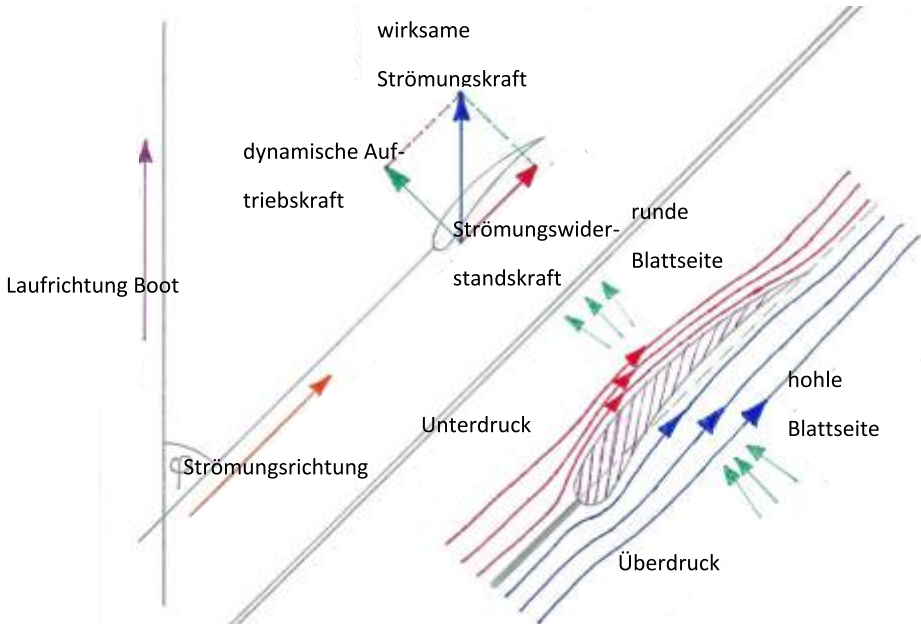 wirksame
Strömungskraft
dynamische Auf-
triebskraft
runde
Strömungswider-
Blattseite
standskraft
Laufrichtung Boot
hohle
Unterdruck
Blattseite
φ
Strömungsrichtung
Überdruck